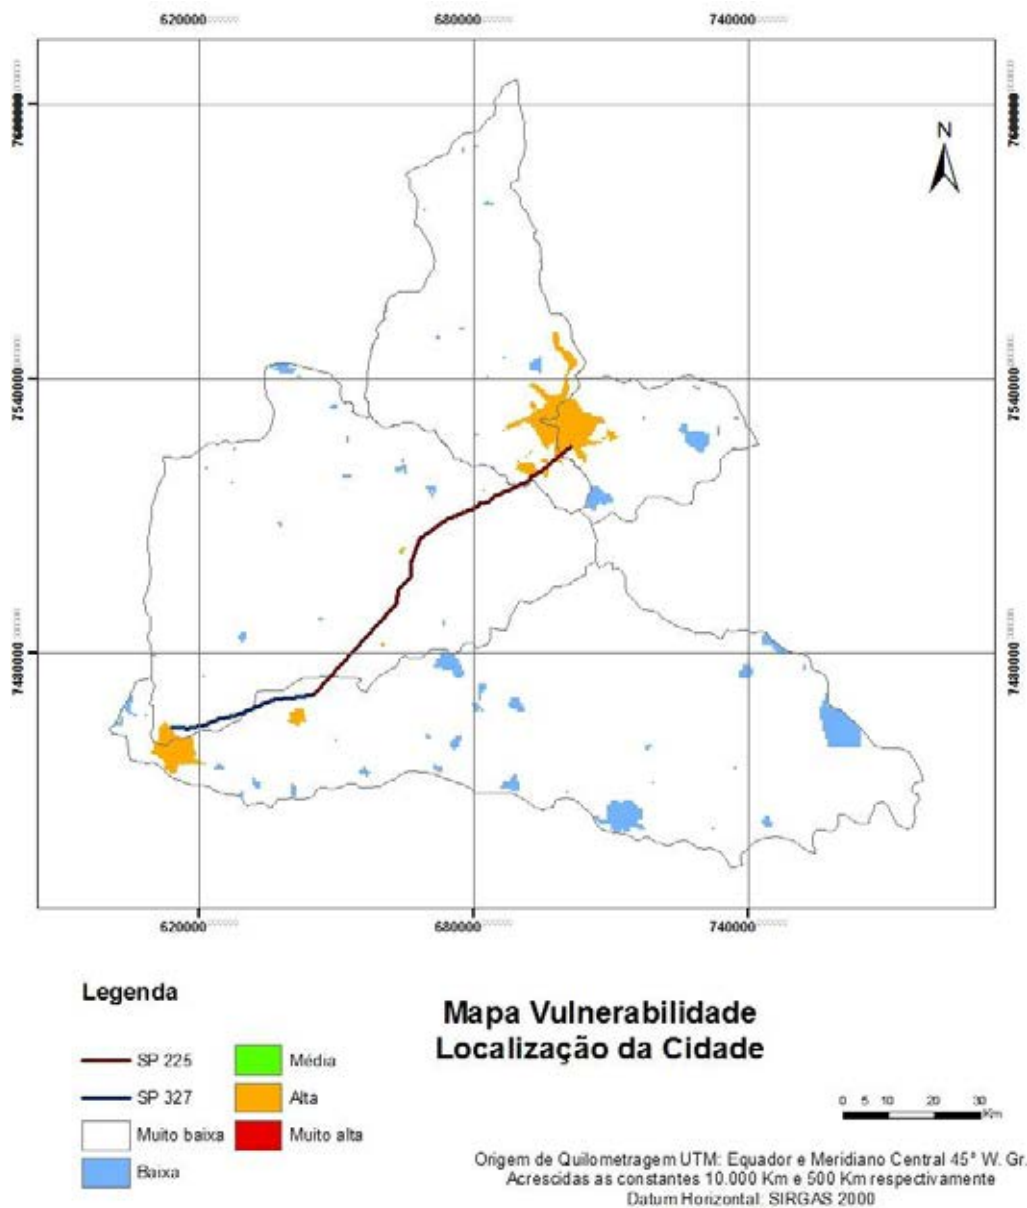 620000 680000 740000
7600000 7600000
N
7540000 7540000
7480000 7480000
620000 680000 740000
Legenda
Mapa Vulnerabilidade
Localização da Cidade
SP 225
SP 327
Muito baixa
Baixa
Média
Alta
Muito alta
0 5 10 20 30
Km
Origem de Quilometragem UTM: Equador e Meridiano Central 45° W. Gr.
Acrescidas as constantes 10.000 Km e 500 Km respectivamente
Datum Horizontal: SIRGAS 2000